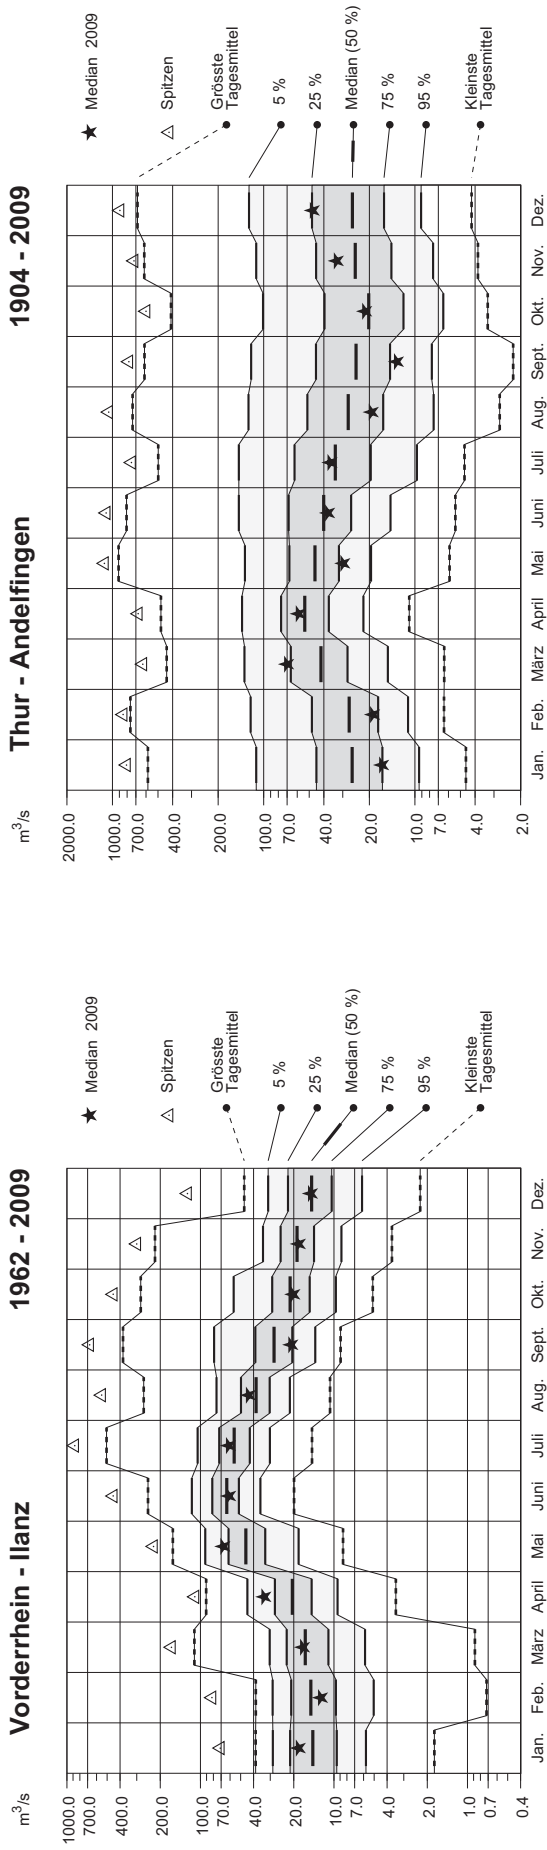 Vorderrhein - Ilanz 1962 - 2009
m³/s
1000.0
700.0
400.0
200.0
100.0
70.0
40.0
20.0
10.0
7.0
4.0
2.0
1.0
0.7
0.4
Jan. Feb. März April Mai Juni Juli Aug. Sept. Okt. Nov. Dez.
Median 2009
Spitzen
Grösste
Tagesmittel
5 %
25 %
Median (50 %)
75 %
95 %
Kleinste
Tagesmittel
Thur - Andelfingen 1904 - 2009
m³/s
2000.0
1000.0
700.0
400.0
200.0
100.0
70.0
40.0
20.0
10.0
7.0
4.0
2.0
Jan. Feb. März April Mai Juni Juli Aug. Sept. Okt. Nov. Dez.
Median 2009
Spitzen
Grösste
Tagesmittel
5 %
25 %
Median (50 %)
75 %
95 %
Kleinste
Tagesmittel